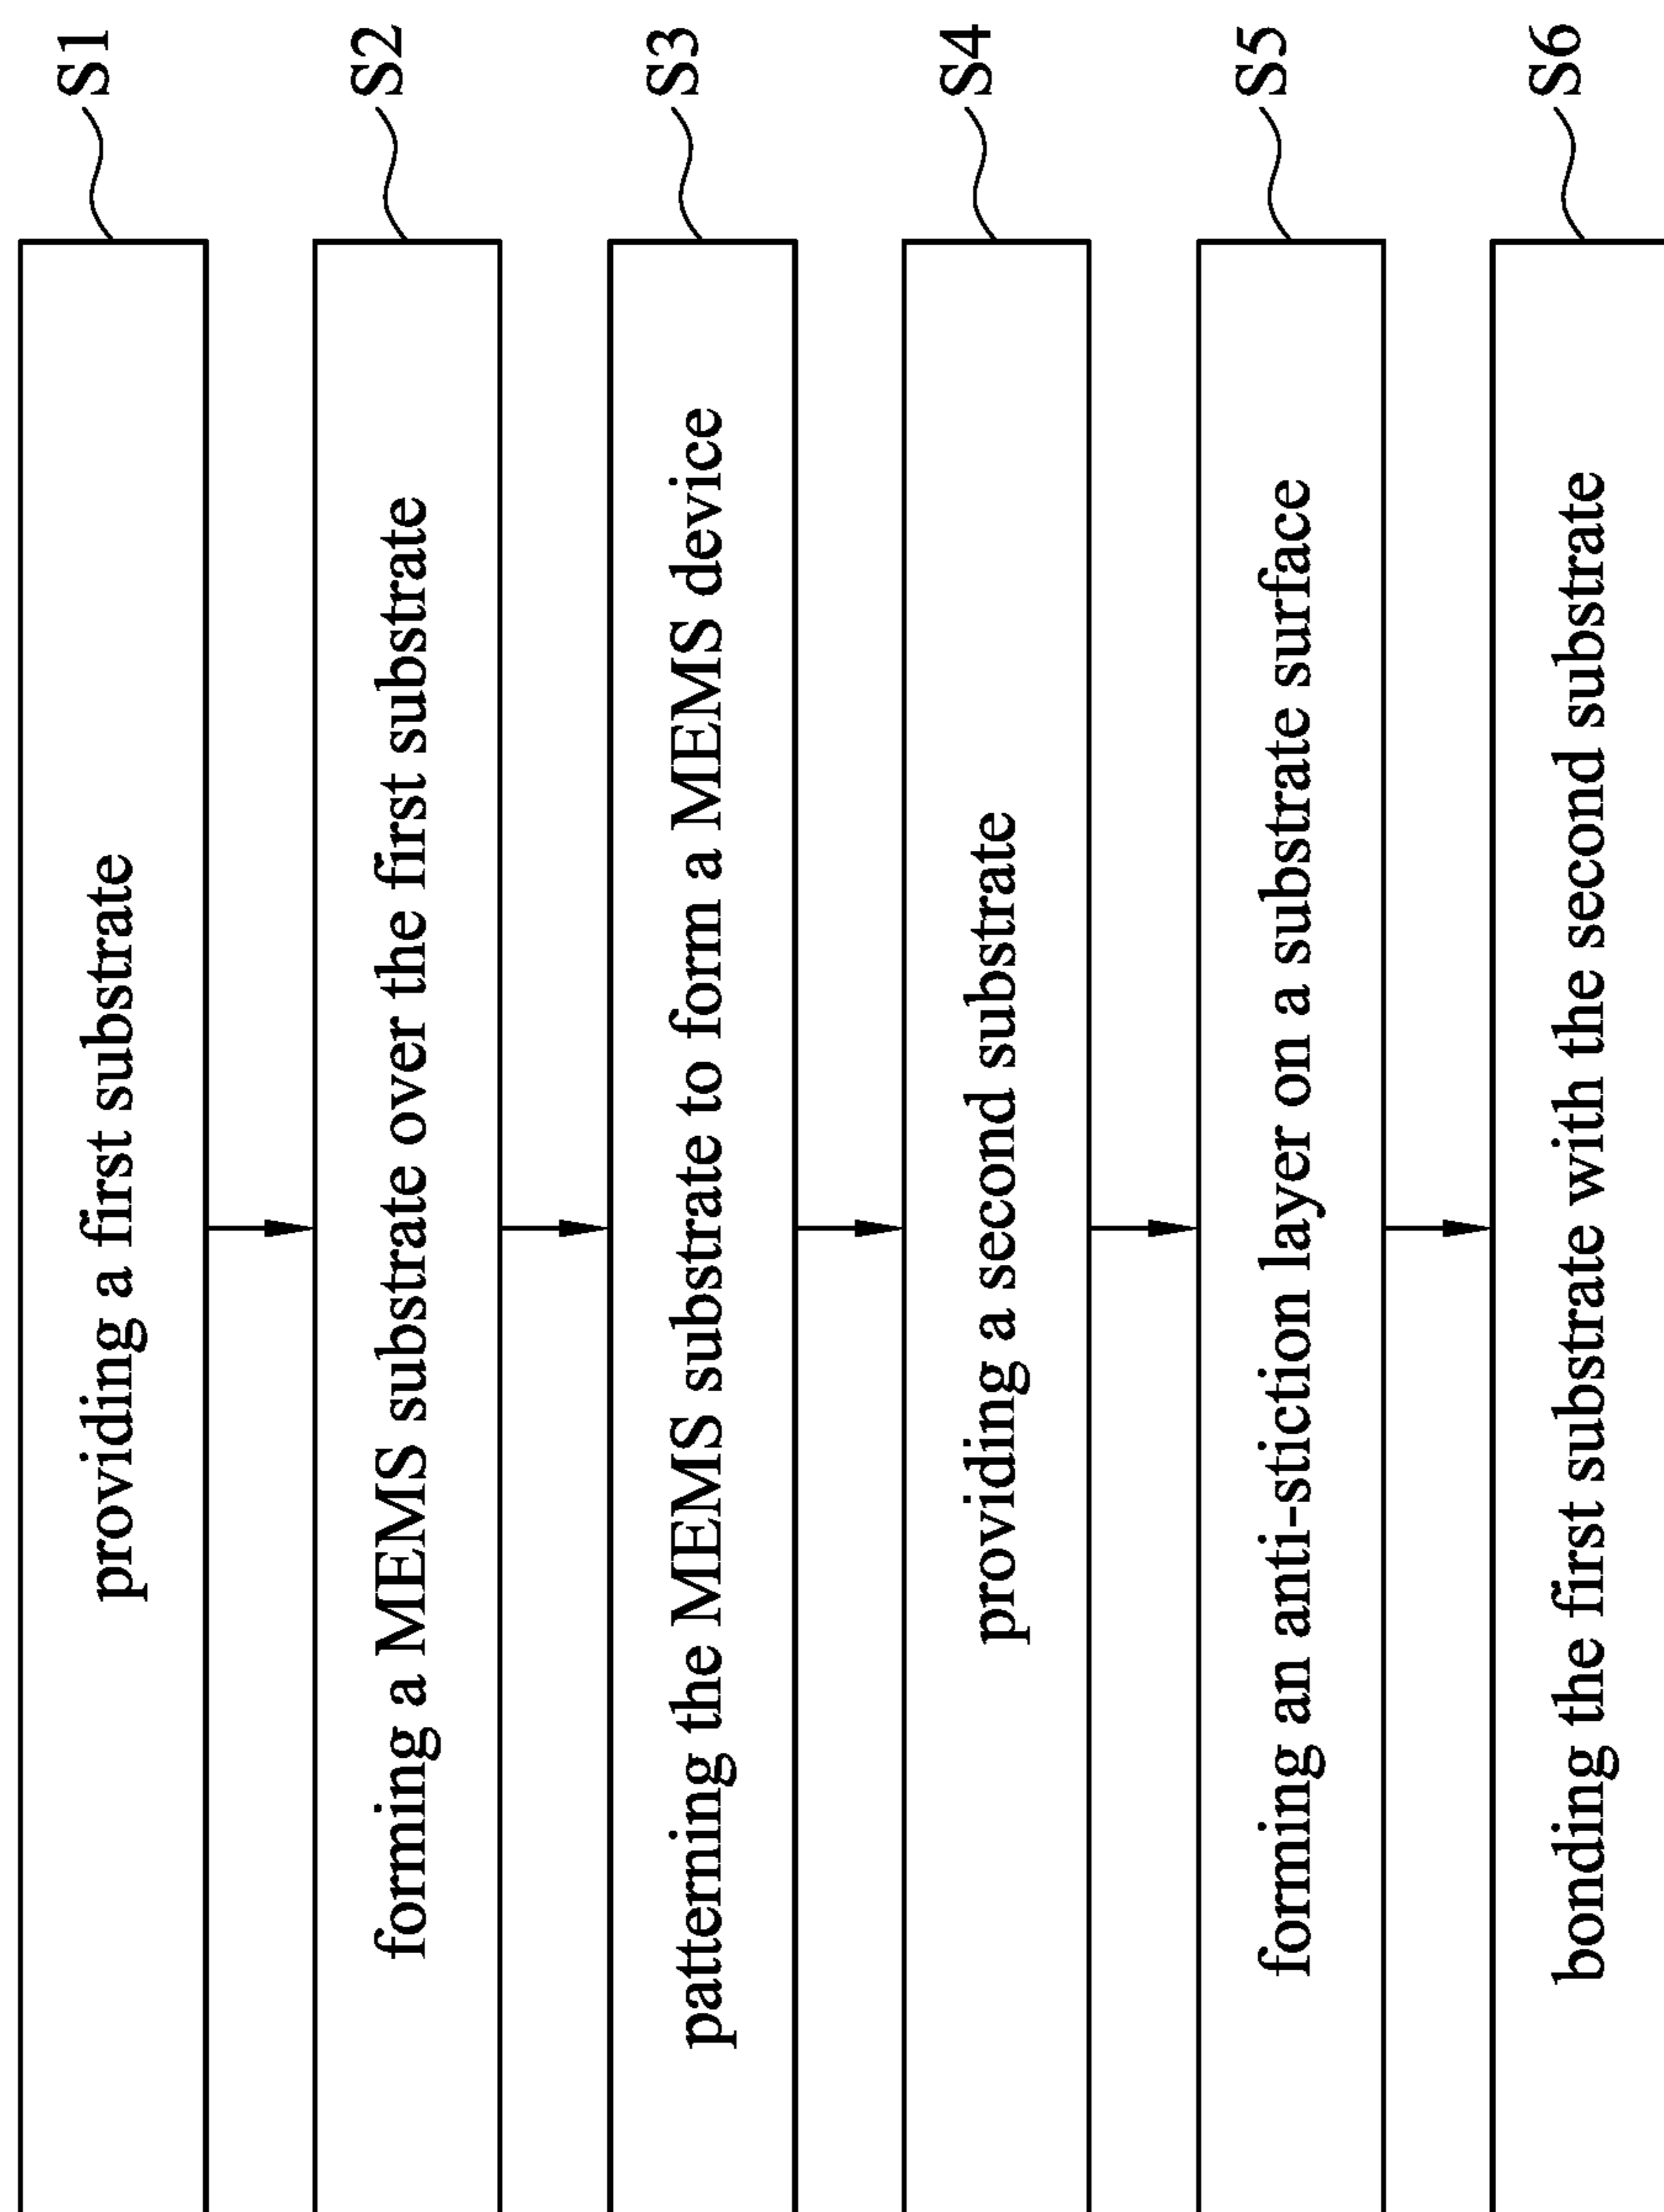 providing a first substrate
S1
forming a MEMS substrate over the first substrate
S2
patterning the MEMS substrate to form a MEMS device
S3
providing a second substrate
S4
forming an anti-stiction layer on a substrate surface
S5
bonding the first substrate with the second substrate
S6